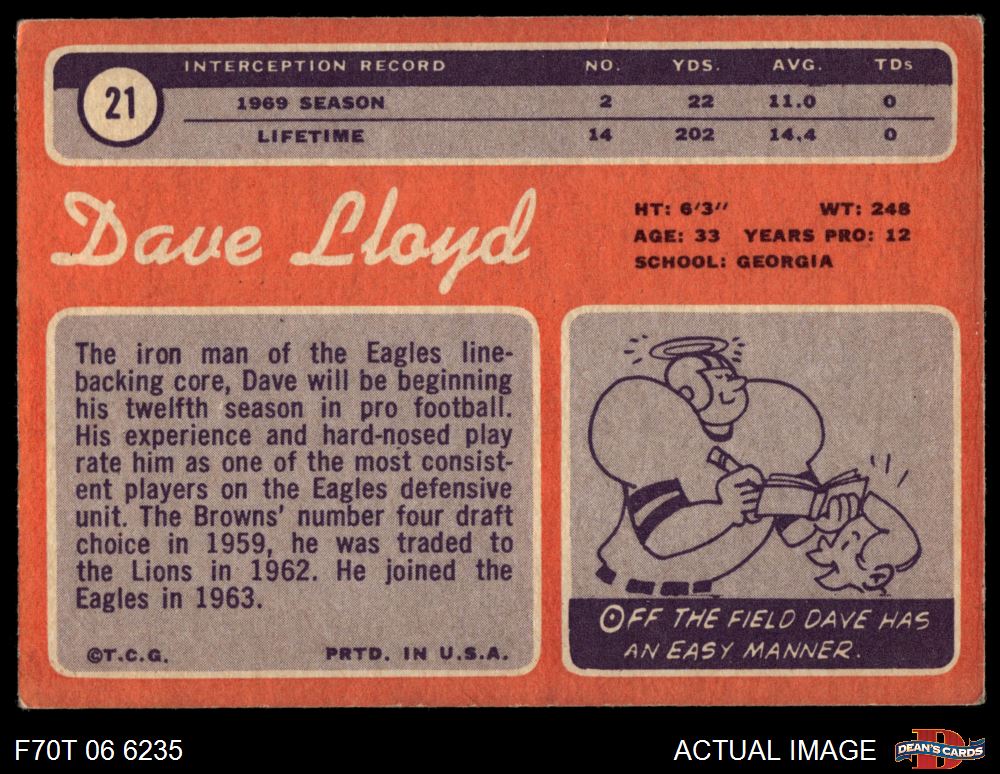 21
INTERCEPTION RECORD NO. YDS. AVG. TDs
1969 SEASON 2 22 11.0 0
LIFETIME 14 202 14.4 0
Dave Lloyd
HT: 6'3" WT: 248
AGE: 33 YEARS PRO: 12
SCHOOL: GEORGIA
The iron man of the Eagles line-
backing core, Dave will be beginning
his twelfth season in pro football.
His experience and hard-nosed play
rate him as one of the most consist-
ent players on the Eagles defensive
unit. The Browns' number four draft
choice in 1959, he was traded to
the Lions in 1962. He joined the
Eagles in 1963.
©T.C.G. PRTD. IN U.S.A.
OFF THE FIELD DAVE HAS
AN EASY MANNER.
F70T 06 6235
ACTUAL IMAGE
D
DEAN'S CARDS